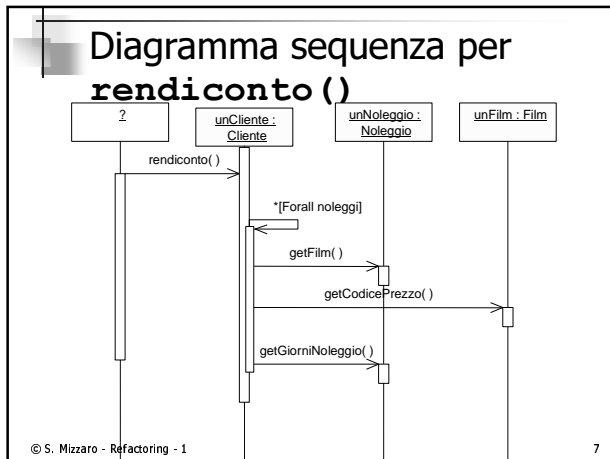 Diagramma sequenza per
rendiconto()
?
unCliente :
Cliente
unNoleggio :
Noleggio
unFilm : Film
rendiconto( )
*[Forall noleggi]
getFilm( )
getCodicePrezzo( )
getGiorniNoleggio( )
© S. Mizzaro - Refactoring - 1
7